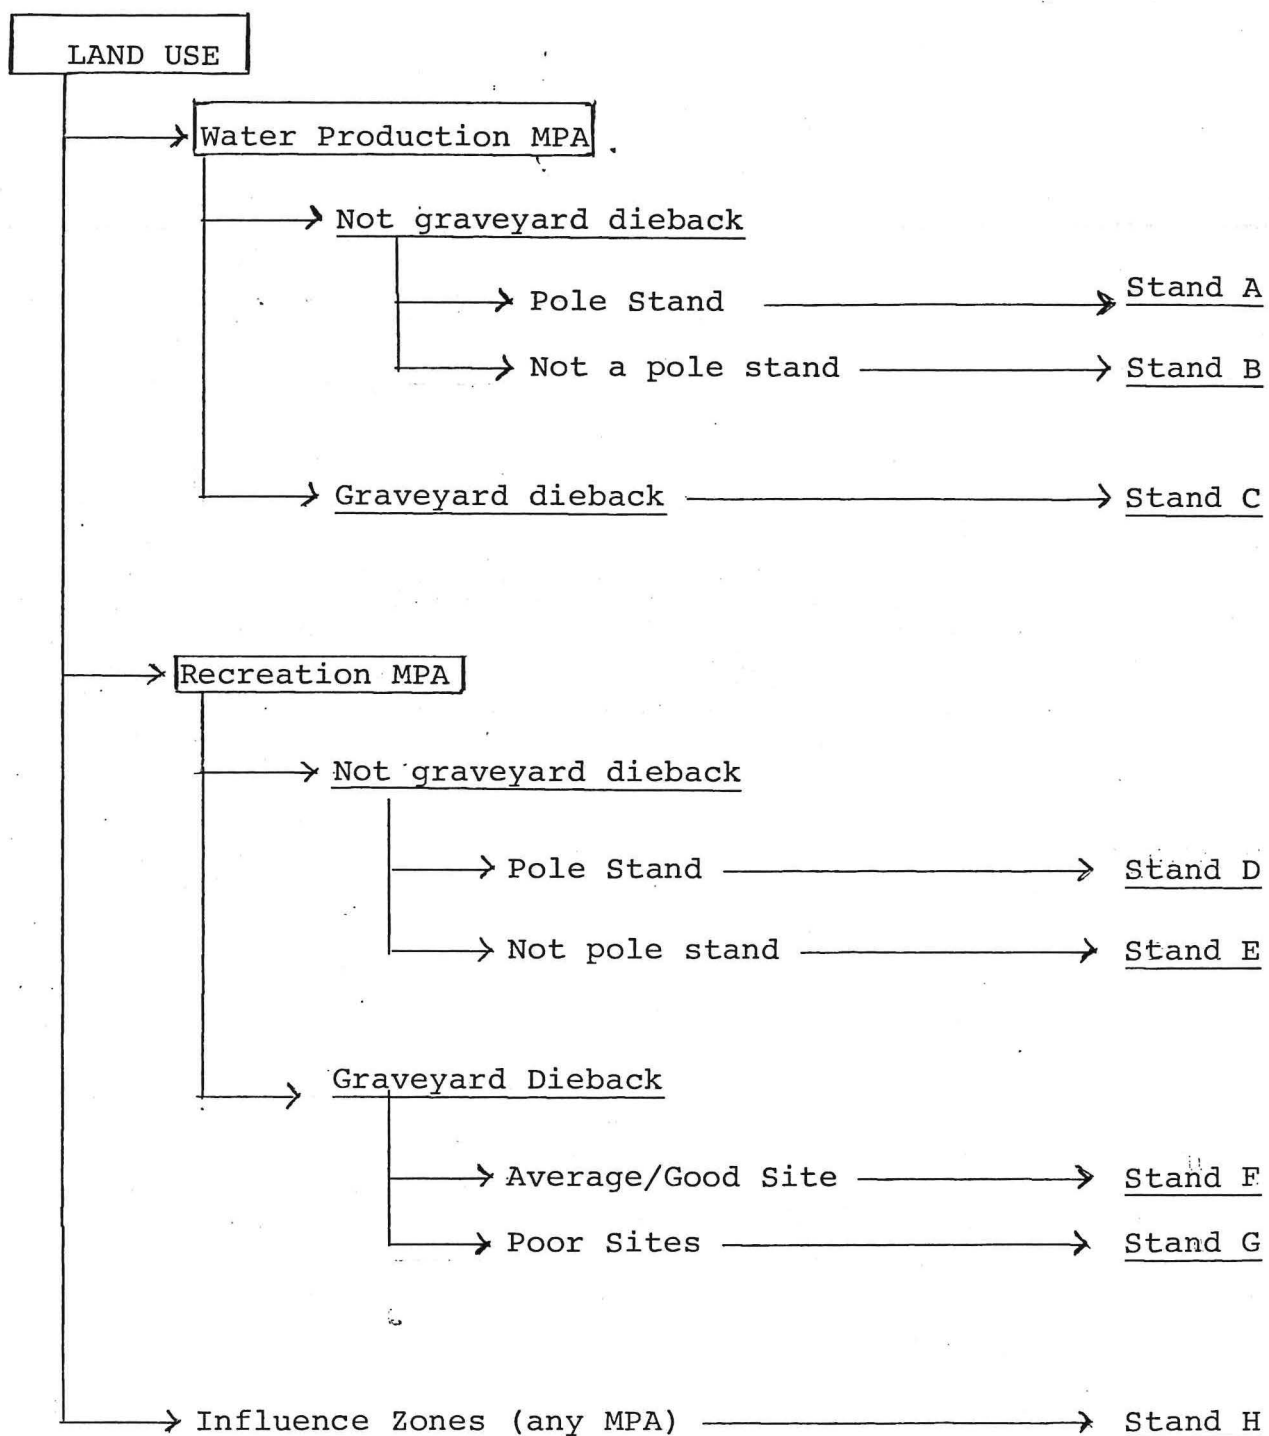 LAND USE
Water Production MPA
Not graveyard dieback
Pole Stand Stand A
Not a pole stand Stand B
Graveyard dieback Stand C
Recreation MPA
Not graveyard dieback
Pole Stand Stand D
Not pole stand Stand E
Graveyard Dieback
Average/Good Site Stand F
Poor Sites Stand G
Influence Zones (any MPA) Stand H